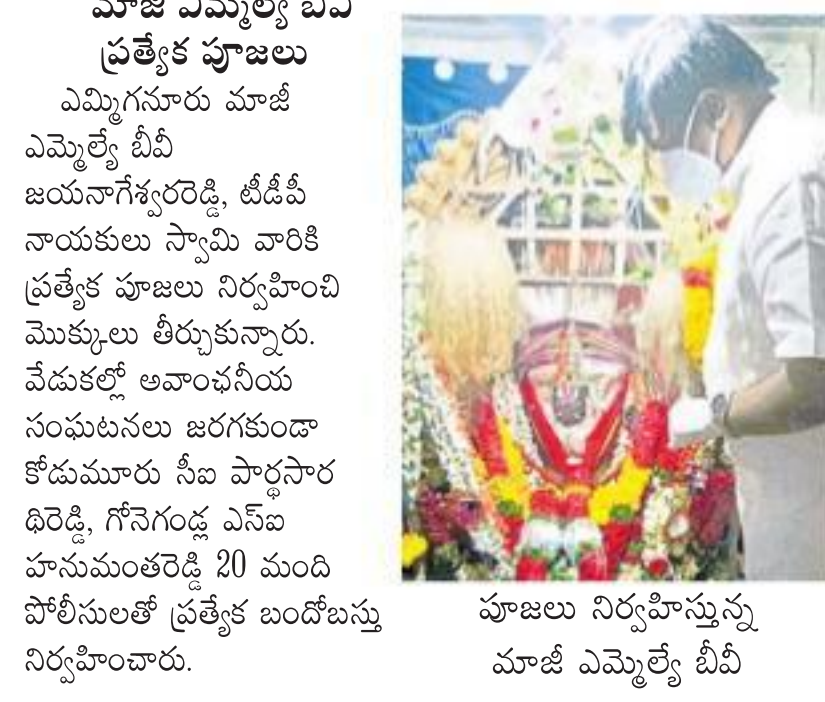 మాజీ ఎమ్మెల్యే బీవీ
ప్రత్యేక పూజలు
ఎమ్మిగనూరు మాజీ
ఎమ్మెల్యే బీవీ
జయనాగేశ్వరరెడ్డి, టీడీపీ
నాయకులు స్వామి వారికి
ప్రత్యేక పూజలు నిర్వహించి
మొక్కులు తీర్చుకున్నారు.
వేడుకల్లో అవాంఛనీయ
సంఘటనలు జరగకుండా
కోడుమూరు సీఐ పార్థసార
థిరెడ్డి, గోనెగండ్ల ఎస్ఐ
హనుమంతరెడ్డి 20 మంది
పోలీసులతో ప్రత్యేక బందోబస్తు
నిర్వహించారు.
పూజలు నిర్వహిస్తున్న
మాజీ ఎమ్మెల్యే బీవీ